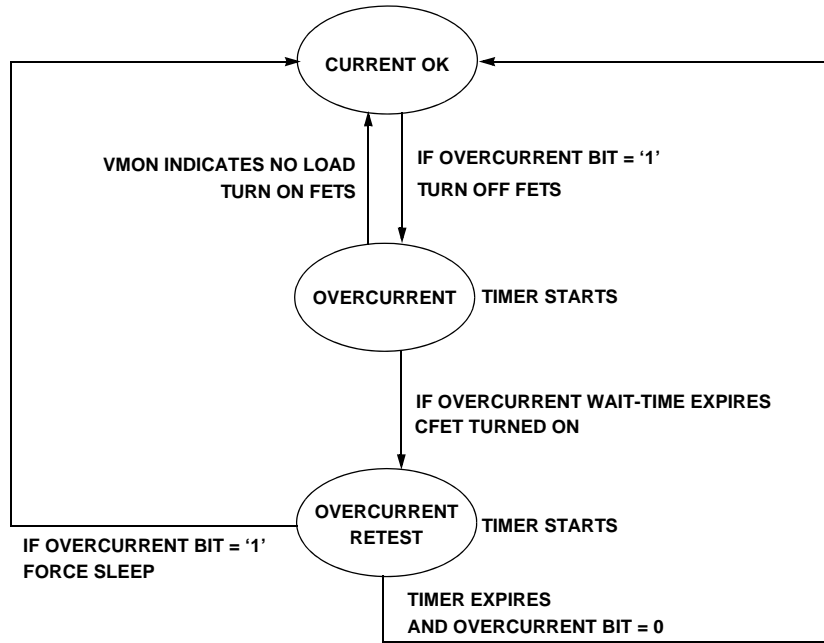 CURRENT OK
VMON INDICATES NO LOAD
TURN ON FETS
IF OVERCURRENT BIT = ‘1’
TURN OFF FETS
OVERCURRENT
TIMER STARTS
IF OVERCURRENT WAIT-TIME EXPIRES
CFET TURNED ON
OVERCURRENT
RETEST
TIMER STARTS
IF OVERCURRENT BIT = ‘1’
FORCE SLEEP
TIMER EXPIRES
AND OVERCURRENT BIT = 0